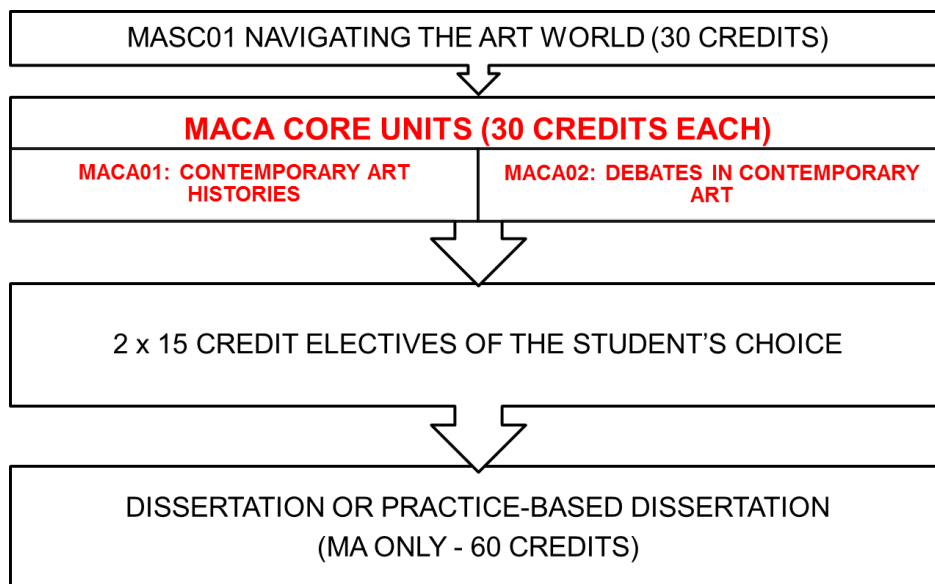 MASC01 NAVIGATING THE ART WORLD (30 CREDITS)
MACA CORE UNITS (30 CREDITS EACH)
MACA01: CONTEMPORARY ART
HISTORIES
MACA02: DEBATES IN CONTEMPORARY
ART
2 x 15 CREDIT ELECTIVES OF THE STUDENT’S CHOICE
DISSERTATION OR PRACTICE-BASED DISSERTATION
(MA ONLY - 60 CREDITS)